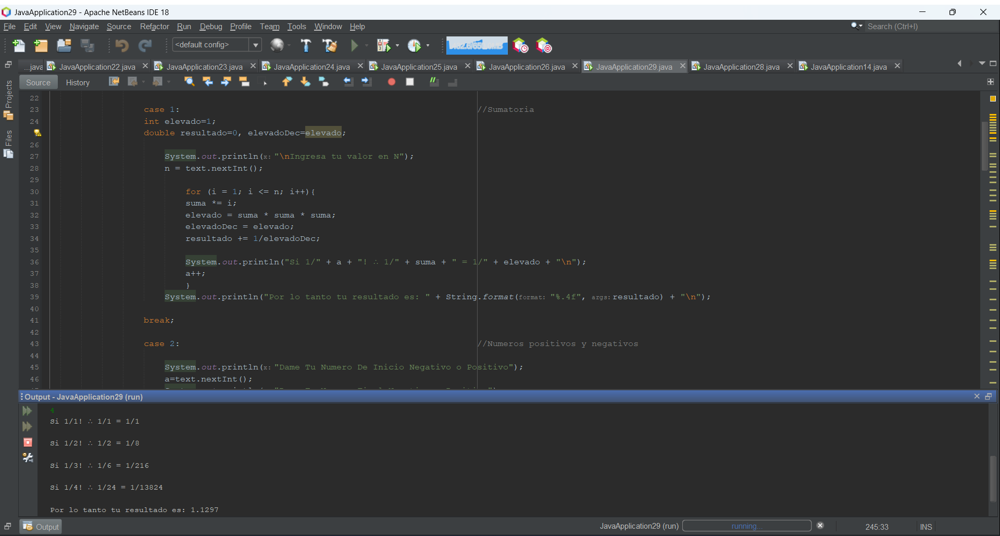 JavaApplication29 - Apache NetBeans IDE 18
File Edit View Navigate Source Refactor Run Debug Profile Team Tools Window Help
Search (Ctrl+I)
<default config>
...java JavaApplication22.java JavaApplication23.java JavaApplication24.java JavaApplication25.java JavaApplication26.java JavaApplication29.java JavaApplication28.java JavaApplication14.java
Source History
Projects
Files
22
23 case 1: //Sumatoria
24 int elevado=1;
double resultado=0, elevadoDec=elevado;
26
27 System.out.println(x: "\nIngresa tu valor en N");
28 n = text.nextInt();
29
30 for (i = 1; i <= n; i++){
31 suma *= i;
32 elevado = suma * suma * suma;
33 elevadoDec = elevado;
34 resultado += 1/elevadoDec;
35
36 System.out.println("Si 1/" + a + "! ∴ 1/" + suma + " = 1/" + elevado + "\n");
37 a++;
38 }
39 System.out.println("Por lo tanto tu resultado es: " + String.format(format: "%.4f", args: resultado) + "\n");
40
41 break;
42
43 case 2: //Numeros positivos y negativos
44
45 System.out.println(x: "Dame Tu Numero De Inicio Negativo o Positivo");
46 a=text.nextInt();
Output - JavaApplication29 (run)
4
Si 1/1! ∴ 1/1 = 1/1
Si 1/2! ∴ 1/2 = 1/8
Si 1/3! ∴ 1/6 = 1/216
Si 1/4! ∴ 1/24 = 1/13824
Por lo tanto tu resultado es: 1.1297
Output
JavaApplication29 (run) running... 245:33 INS